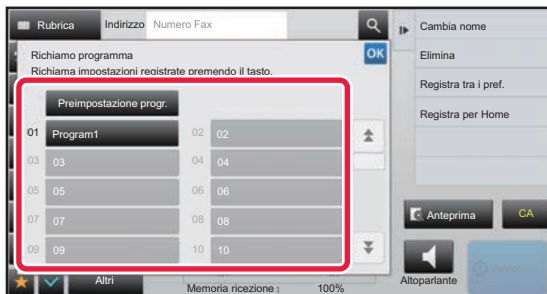 Rubrica Indirizzo Numero Fax
Cambia nome
Richiamo programma OK
Elimina
Richiama impostazioni registrate premendo il tasto.
Registra tra i pref.
Preimpostazione progr.
Registra per Home
01 Program1 02 02
03 03 04 04
05 05 06 06
07 07 08 08
Anteprima CA
09 09 10 10
Altri
Memoria ricezione : 100%
Altoparlante
Avvio